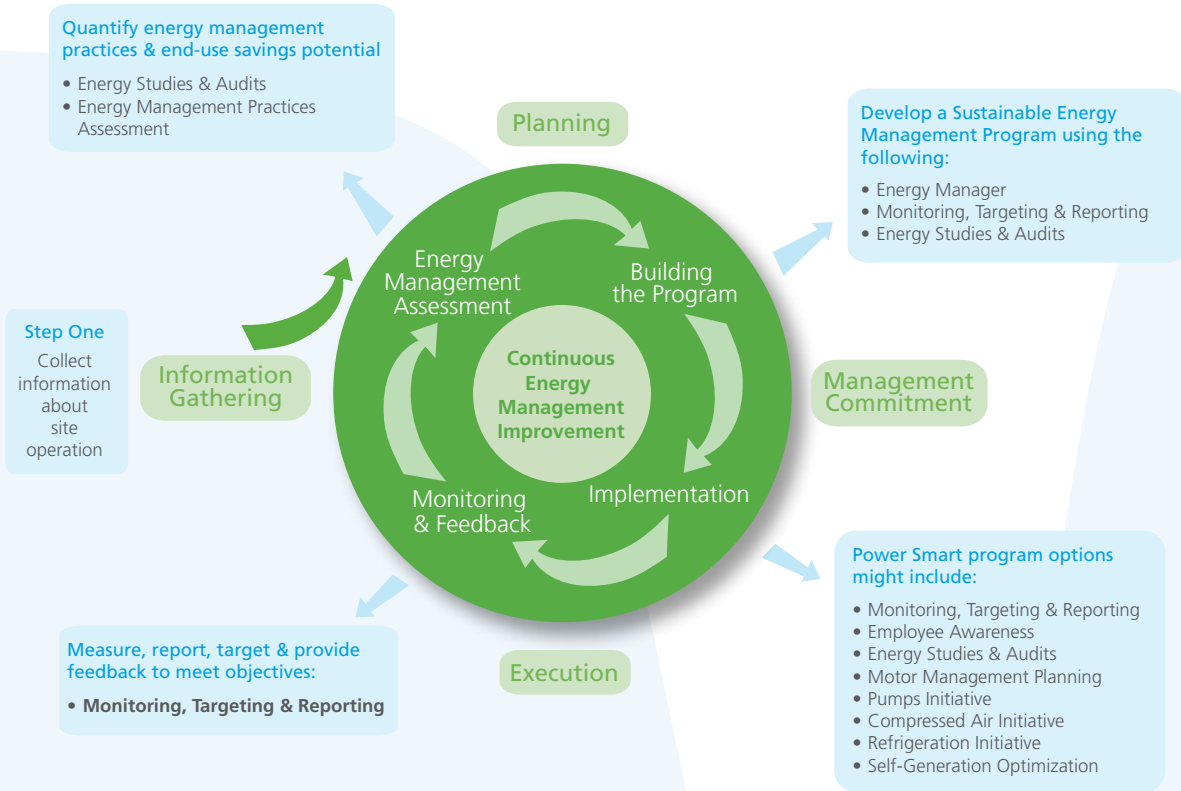 Quantify energy management
practices & end-use savings potential
• Energy Studies & Audits
• Energy Management Practices
Assessment
Planning
Develop a Sustainable Energy
Management Program using the
following:
• Energy Manager
• Monitoring, Targeting & Reporting
• Energy Studies & Audits
Energy
Management
Assessment
Building
the Program
Step One
Collect
information
about
site
operation
Information
Gathering
Continuous
Energy
Management
Improvement
Management
Commitment
Monitoring
& Feedback
Implementation
Measure, report, target & provide
feedback to meet objectives:
• Monitoring, Targeting & Reporting
Execution
Power Smart program options
might include:
• Monitoring, Targeting & Reporting
• Employee Awareness
• Energy Studies & Audits
• Motor Management Planning
• Pumps Initiative
• Compressed Air Initiative
• Refrigeration Initiative
• Self-Generation Optimization